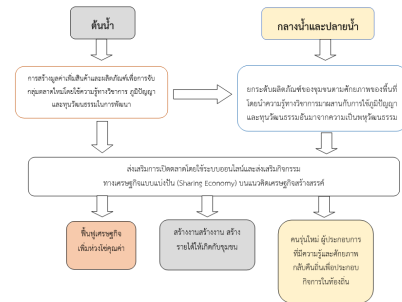 ต้นน้ำ
กลางน้ำและปลายน้ำ
การสร้างมูลค่าเพิ่มสินค้าและผลิตภัณฑ์เพื่อการจับ
กลุ่มตลาดใหม่โดยใช้ความรู้ทางวิชาการ ภูมิปัญญา
และทุนวัฒนธรรมในการพัฒนา
ยกระดับผลิตภัณฑ์ของชุมชนตามศักยภาพของพื้นที่
โดยนำความรู้ทางวิชาการมาผสานกับการใช้ภูมิปัญญา
และทุนวัฒนธรรมอันมาจากความเป็นพหุวัฒนธรรม
ส่งเสริมการเปิดตลาดโดยใช้ระบบออนไลน์และส่งเสริมกิจกรรม
ทางเศรษฐกิจแบบแบ่งปัน (Sharing Economy) บนแนวคิดเศรษฐกิจสร้างสรรค์
ฟื้นฟูเศรษฐกิจ
เพิ่มห่วงโซ่คุณค่า
สร้างงานสร้างงาน สร้าง
รายได้ให้เกิดกับชุมชน
คนรุ่นใหม่ ผู้ประกอบการ
ที่มีความรู้และศักยภาพ
กลับคืนถิ่นเพื่อประกอบ
กิจการในท้องถิ่น